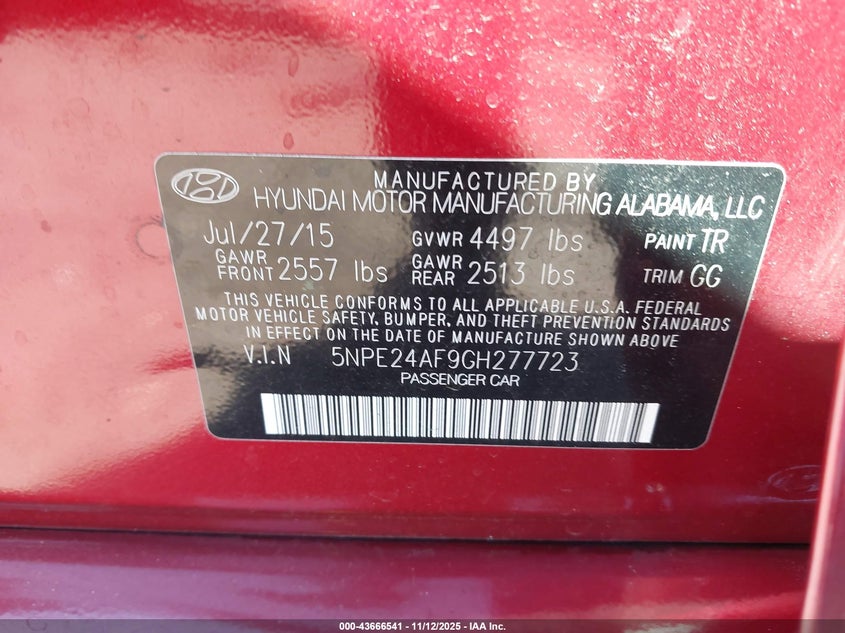 MANUFACTURED BY
HYUNDAI MOTOR MANUFACTURING ALABAMA, LLC
Jul/27/15 GVWR 4497 lbs PAINT TR
GAWR FRONT 2557 lbs GAWR REAR 2513 lbs TRIM GG
THIS VEHICLE CONFORMS TO ALL APPLICABLE U.S.A. FEDERAL
MOTOR VEHICLE SAFETY, BUMPER, AND THEFT PREVENTION STANDARDS
IN EFFECT ON THE DATE OF MANUFACTURE SHOWN ABOVE
V.I.N 5NPE24AF9GH277723
PASSENGER CAR
000-43666541 - 11/12/2025 - IAA Inc.